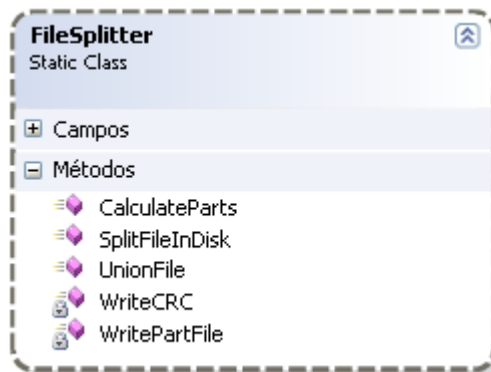 FileSplitter
Static Class
Campos
Métodos
CalculateParts
SplitFileInDisk
UnionFile
WriteCRC
WritePartFile